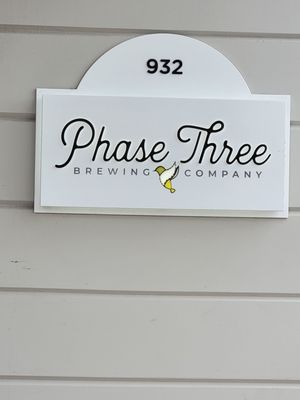 932
Phase Three
BREWING COMPANY